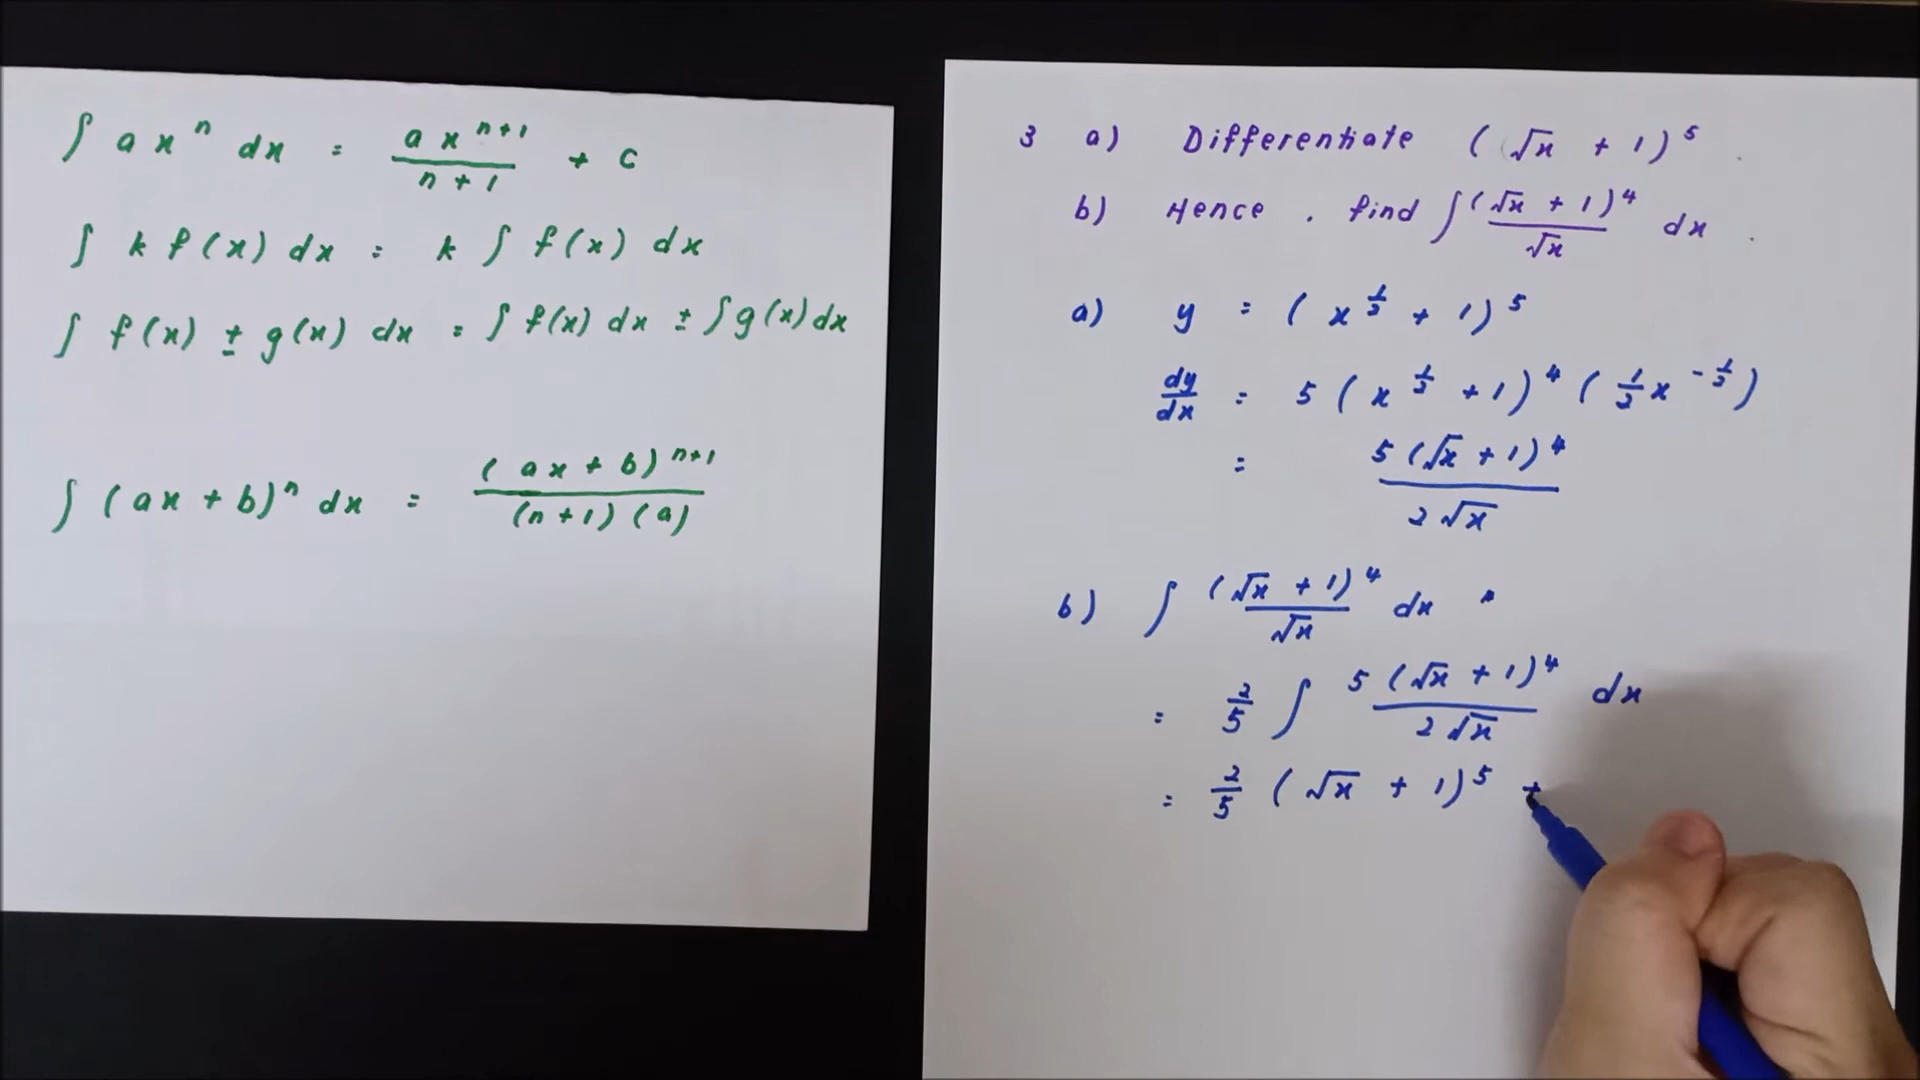 ∫ a xⁿ dx = a xⁿ⁺¹ / n + 1 + c
∫ k f(x) dx = k ∫ f(x) dx
∫ f(x) ± g(x) dx = ∫ f(x) dx ± ∫ g(x) dx
∫ (ax + b)ⁿ dx = (ax + b)ⁿ⁺¹ / (n + 1)(a)
3 a) Differentiate (√x + 1)⁵ .
b) Hence , find ∫ (√x + 1)⁴ / √x dx .
a) y = (x^(1/2) + 1)⁵
dy/dx = 5 (x^(1/2) + 1)⁴ (1/2 x^(-1/2))
= 5 (√x + 1)⁴ / 2√x
b) ∫ (√x + 1)⁴ / √x dx
= 2/5 ∫ 5 (√x + 1)⁴ / 2√x dx
= 2/5 (√x + 1)⁵ +